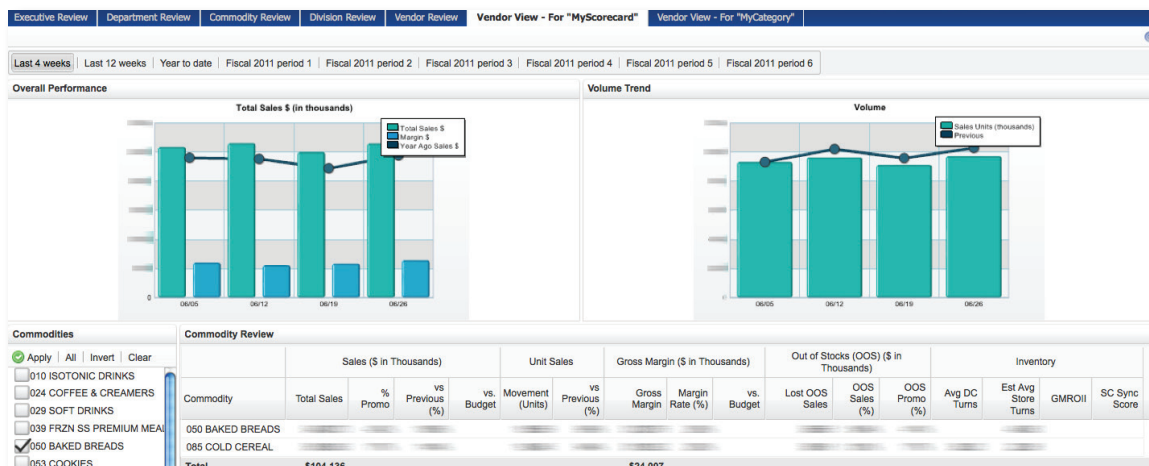 Executive Review Department Review Commodity Review Division Review Vendor Review Vendor View - For "MyScorecard" Vendor View - For "MyCategory"
Last 4 weeks Last 12 weeks Year to date Fiscal 2011 period 1 Fiscal 2011 period 2 Fiscal 2011 period 3 Fiscal 2011 period 4 Fiscal 2011 period 5 Fiscal 2011 period 6
Overall Performance
Total Sales $ (in thousands)
Total Sales $
Margin $
Year Ago Sales $
0
06/05 06/12 06/19 06/26
Volume Trend
Volume
Sales Units (thousands)
Previous
0
06/05 06/12 06/19 06/26
Commodities
Apply All Invert Clear
010 ISOTONIC DRINKS
024 COFFEE & CREAMERS
029 SOFT DRINKS
039 FRZN SS PREMIUM MEAL
050 BAKED BREADS
053 COOKIES
Commodity Review
Sales ($ in Thousands) Unit Sales Gross Margin ($ in Thousands) Out of Stocks (OOS) ($ in Thousands) Inventory
Commodity Total Sales % Promo vs Previous (%) vs. Budget Movement (Units) vs Previous (%) Gross Margin Margin Rate (%) vs. Budget Lost OOS Sales OOS Sales (%) OOS Promo (%) Avg DC Turns Est Avg Store Turns GMROII SC Sync Score
050 BAKED BREADS
085 COLD CEREAL
Total $104,136 $24,997